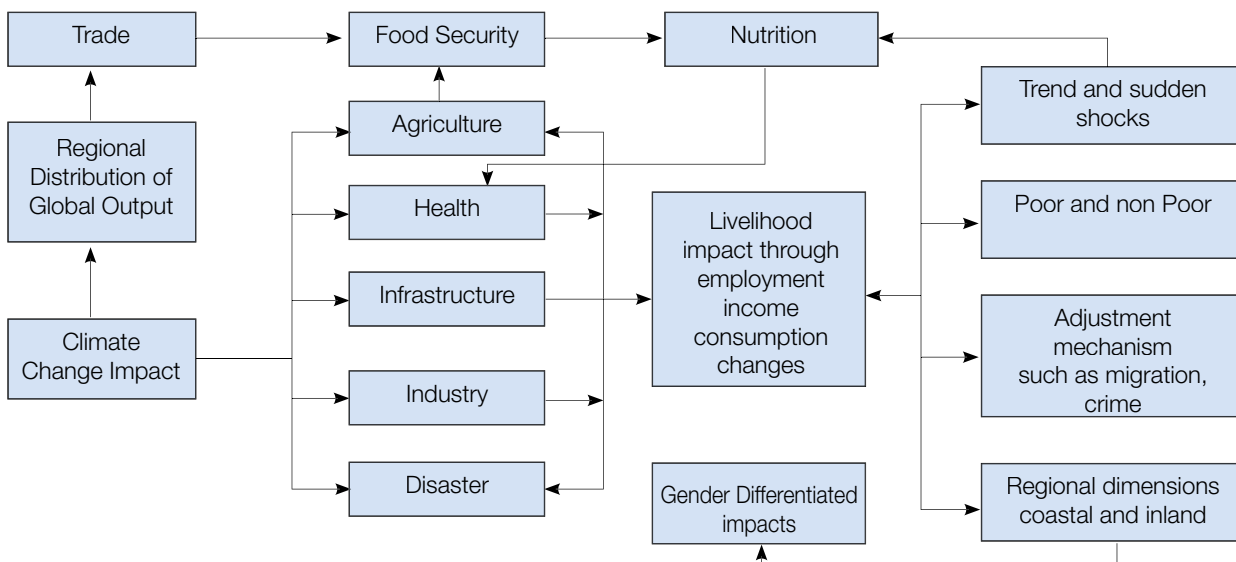 Trade
Food Security
Nutrition
Trend and sudden
shocks
Agriculture
Regional
Distribution of
Global Output
Health
Livelihood
impact through
employment
income
consumption
changes
Poor and non Poor
Infrastructure
Climate
Change Impact
Adjustment
mechanism
such as migration,
crime
Industry
Disaster
Gender Differentiated
impacts
Regional dimensions
coastal and inland